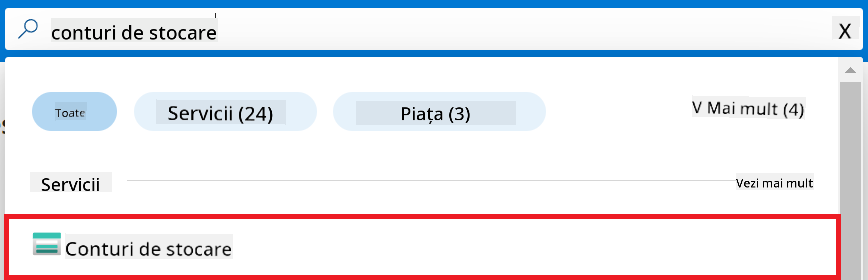 conturi de stocare X
Toate Servicii (24) Piața (3) V Mai mult (4)
Servicii Vezi mai mult
Conturi de stocare